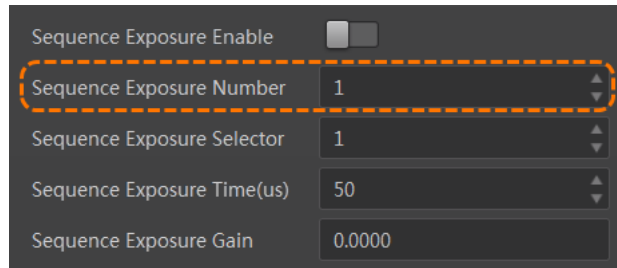 Sequence Exposure Enable
Sequence Exposure Number 1
Sequence Exposure Selector 1
Sequence Exposure Time(us) 50
Sequence Exposure Gain 0.0000